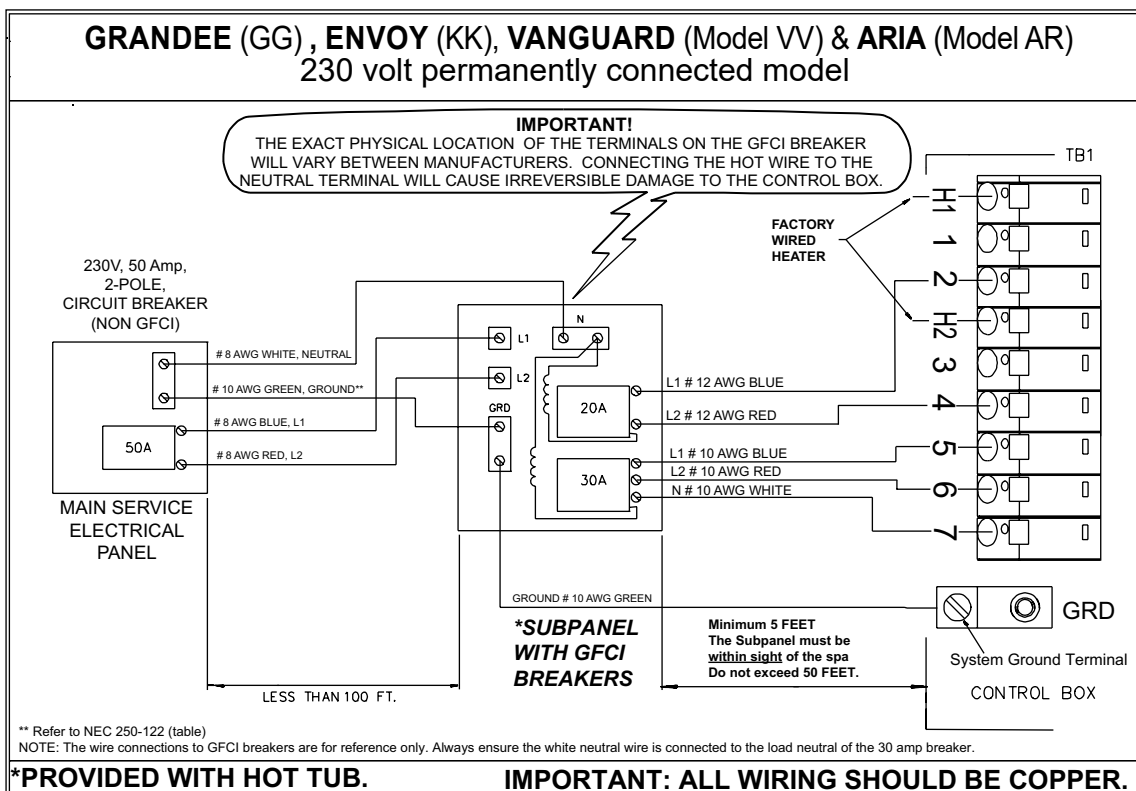 GRANDEE (GG) , ENVOY (KK), VANGUARD (Model VV) & ARIA (Model AR)
230 volt permanently connected model
IMPORTANT!
THE EXACT PHYSICAL LOCATION OF THE TERMINALS ON THE GFCI BREAKER
WILL VARY BETWEEN MANUFACTURERS. CONNECTING THE HOT WIRE TO THE
NEUTRAL TERMINAL WILL CAUSE IRREVERSIBLE DAMAGE TO THE CONTROL BOX.
230V, 50 Amp,
2-POLE,
CIRCUIT BREAKER
(NON GFCI)
# 8 AWG WHITE, NEUTRAL
# 10 AWG GREEN, GROUND**
# 8 AWG BLUE, L1
# 8 AWG RED, L2
50A
MAIN SERVICE
ELECTRICAL
PANEL
LESS THAN 100 FT.
N
L1
L2
GRD
20A
30A
*SUBPANEL
WITH GFCI
BREAKERS
L1 # 12 AWG BLUE
L2 # 12 AWG RED
L1 # 10 AWG BLUE
L2 # 10 AWG RED
N # 10 AWG WHITE
GROUND # 10 AWG GREEN
Minimum 5 FEET
The Subpanel must be
within sight of the spa
Do not exceed 50 FEET.
FACTORY
WIRED
HEATER
TB1
H1
1
2
H2
3
4
5
6
7
GRD
System Ground Terminal
CONTROL BOX
** Refer to NEC 250-122 (table)
NOTE: The wire connections to GFCI breakers are for reference only. Always ensure the white neutral wire is connected to the load neutral of the 30 amp breaker.
*PROVIDED WITH HOT TUB.
IMPORTANT: ALL WIRING SHOULD BE COPPER.